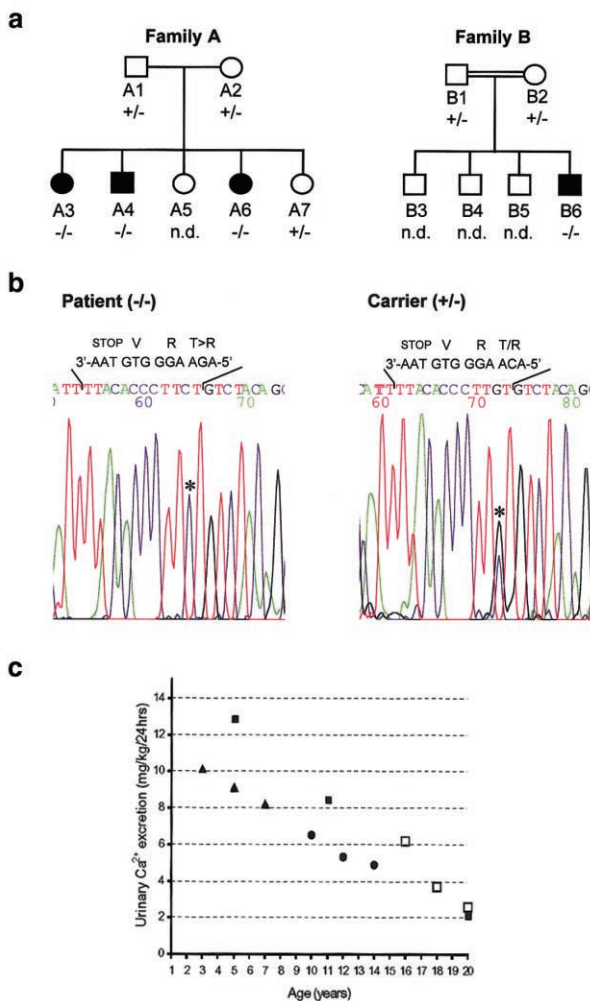 a
Family A
Family B
A1 A2
+/- +/-
B1 B2
+/- +/-
A3 A4 A5 A6 A7
-/- -/- n.d. -/- +/-
B3 B4 B5 B6
n.d. n.d. n.d. -/-
b
Patient (-/-)
STOP V R T>R
3'-AAT GTG GGA AGA-5'
ATTTTACACCCTTCTGTCTACAGC
60 70
*
Carrier (+/-)
STOP V R T/R
3'-AAT GTG GGA ACA-5'
CATTTTACACCCTTGTGTCTACAGC
60 70 80
*
c
Urinary Ca2+ excretion (mg/kg/24hrs)
14
12
10
8
6
4
2
0
1 2 3 4 5 6 7 8 9 10 11 12 13 14 15 16 17 18 19 20
Age (years)